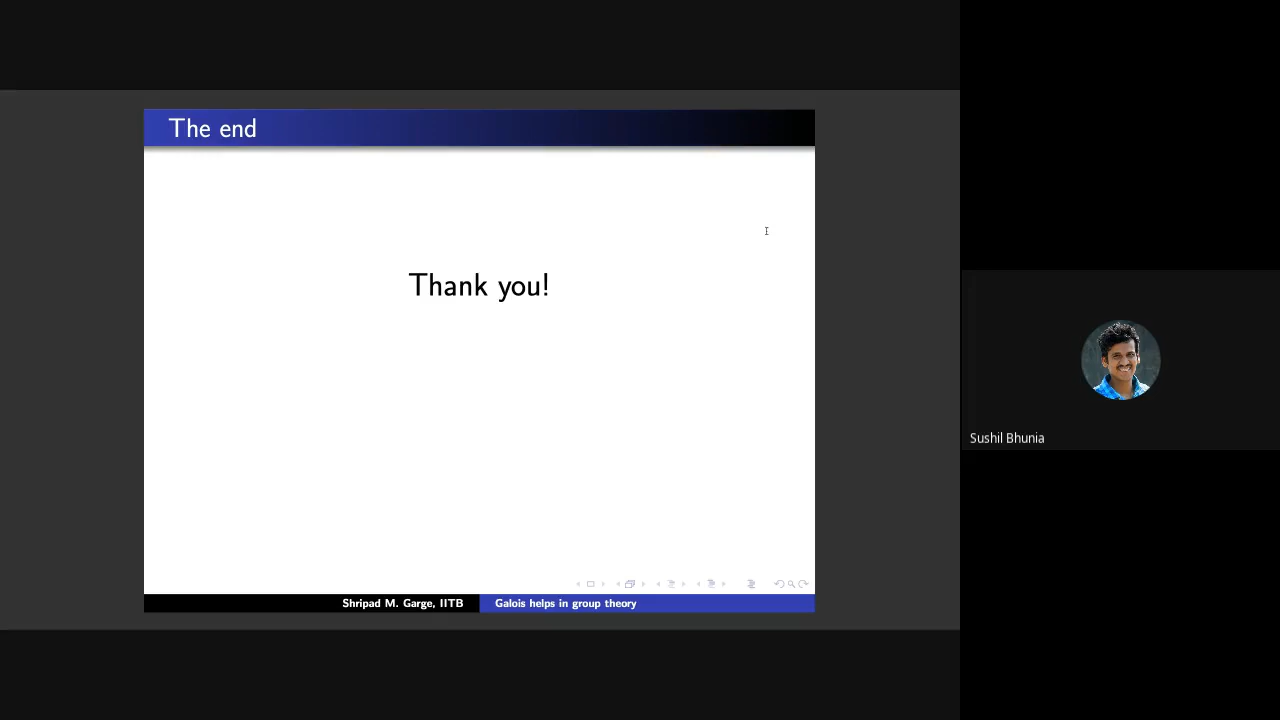 The end
Thank you!
Shripad M. Garge, IITB
Galois helps in group theory
Sushil Bhunia